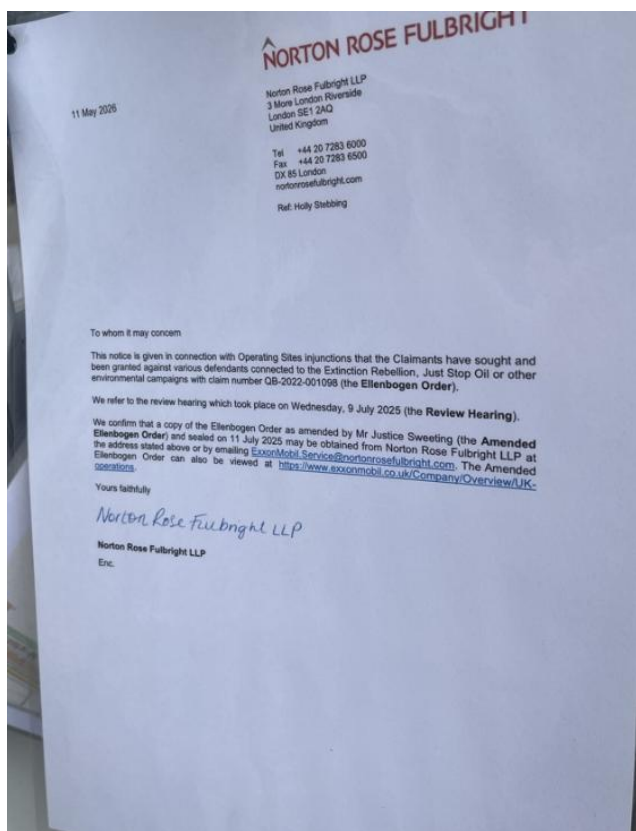 NORTON ROSE FULBRIGHT
11 May 2026
Norton Rose Fulbright LLP
3 More London Riverside
London SE1 2AQ
United Kingdom
Tel +44 20 7283 6000
Fax +44 20 7283 6500
DX 85 London
nortonrosefulbright.com
Ref: Holly Stebbing
To whom it may concern
This notice is given in connection with Operating Sites injunctions that the Claimants have sought and
been granted against various defendants connected to the Extinction Rebellion, Just Stop Oil or other
environmental campaigns with claim number QB-2022-001098 (the Ellenbogen Order).
We refer to the review hearing which took place on Wednesday, 9 July 2025 (the Review Hearing).
We confirm that a copy of the Ellenbogen Order as amended by Mr Justice Sweeting (the Amended
Ellenbogen Order) and sealed on 11 July 2025 may be obtained from Norton Rose Fulbright LLP at
the address stated above or by emailing ExxonMobil.Service@nortonrosefulbright.com. The Amended
Ellenbogen Order can also be viewed at https://www.exxonmobil.co.uk/Company/Overview/UK-
operations.
Yours faithfully
Norton Rose Fulbright LLP
Norton Rose Fulbright LLP
Enc.